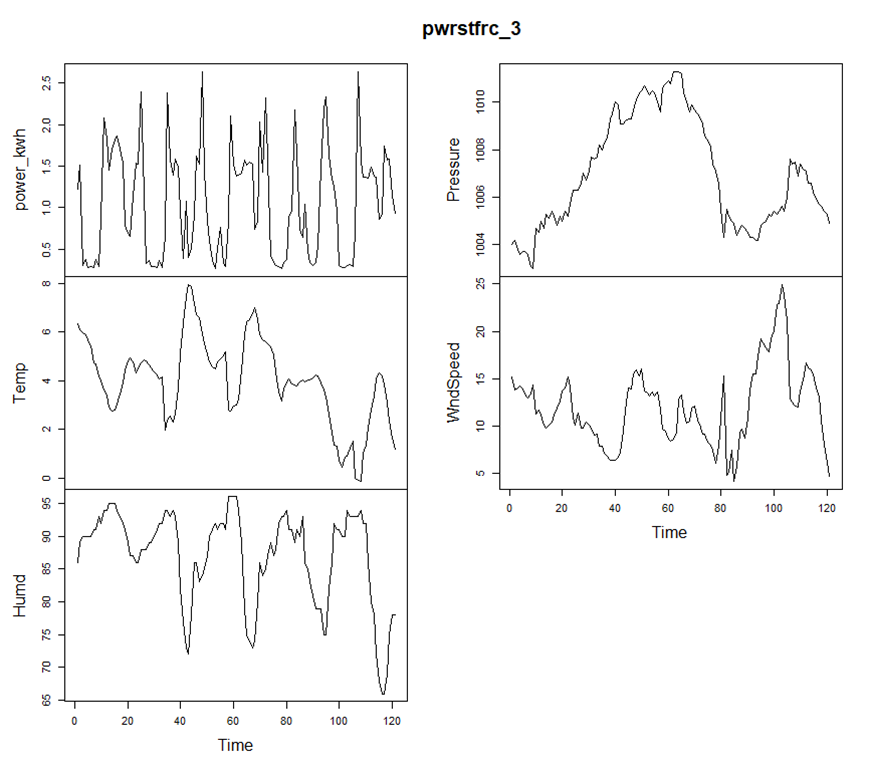 pwrstfrc_3
power_kwh
0.5 1.0 1.5 2.0 2.5
Temp
0 2 4 6 8
Humd
65 70 75 80 85 90 95
0 20 40 60 80 100 120
Time
Pressure
1004 1006 1008 1010
WndSpeed
5 10 15 20 25
0 20 40 60 80 100 120
Time